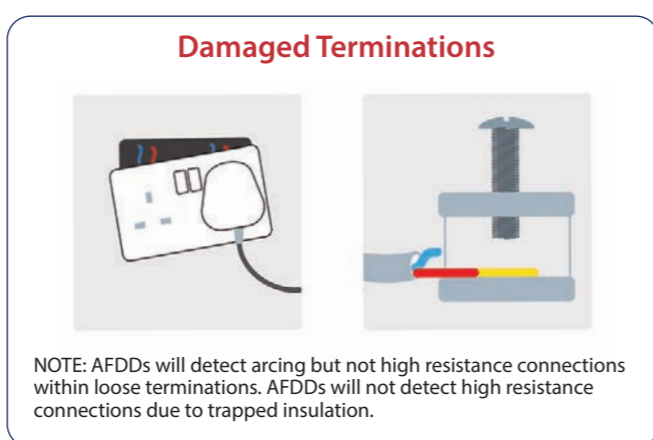 Damaged Terminations
NOTE: AFDDs will detect arcing but not high resistance connections
within loose terminations. AFDDs will not detect high resistance
connections due to trapped insulation.